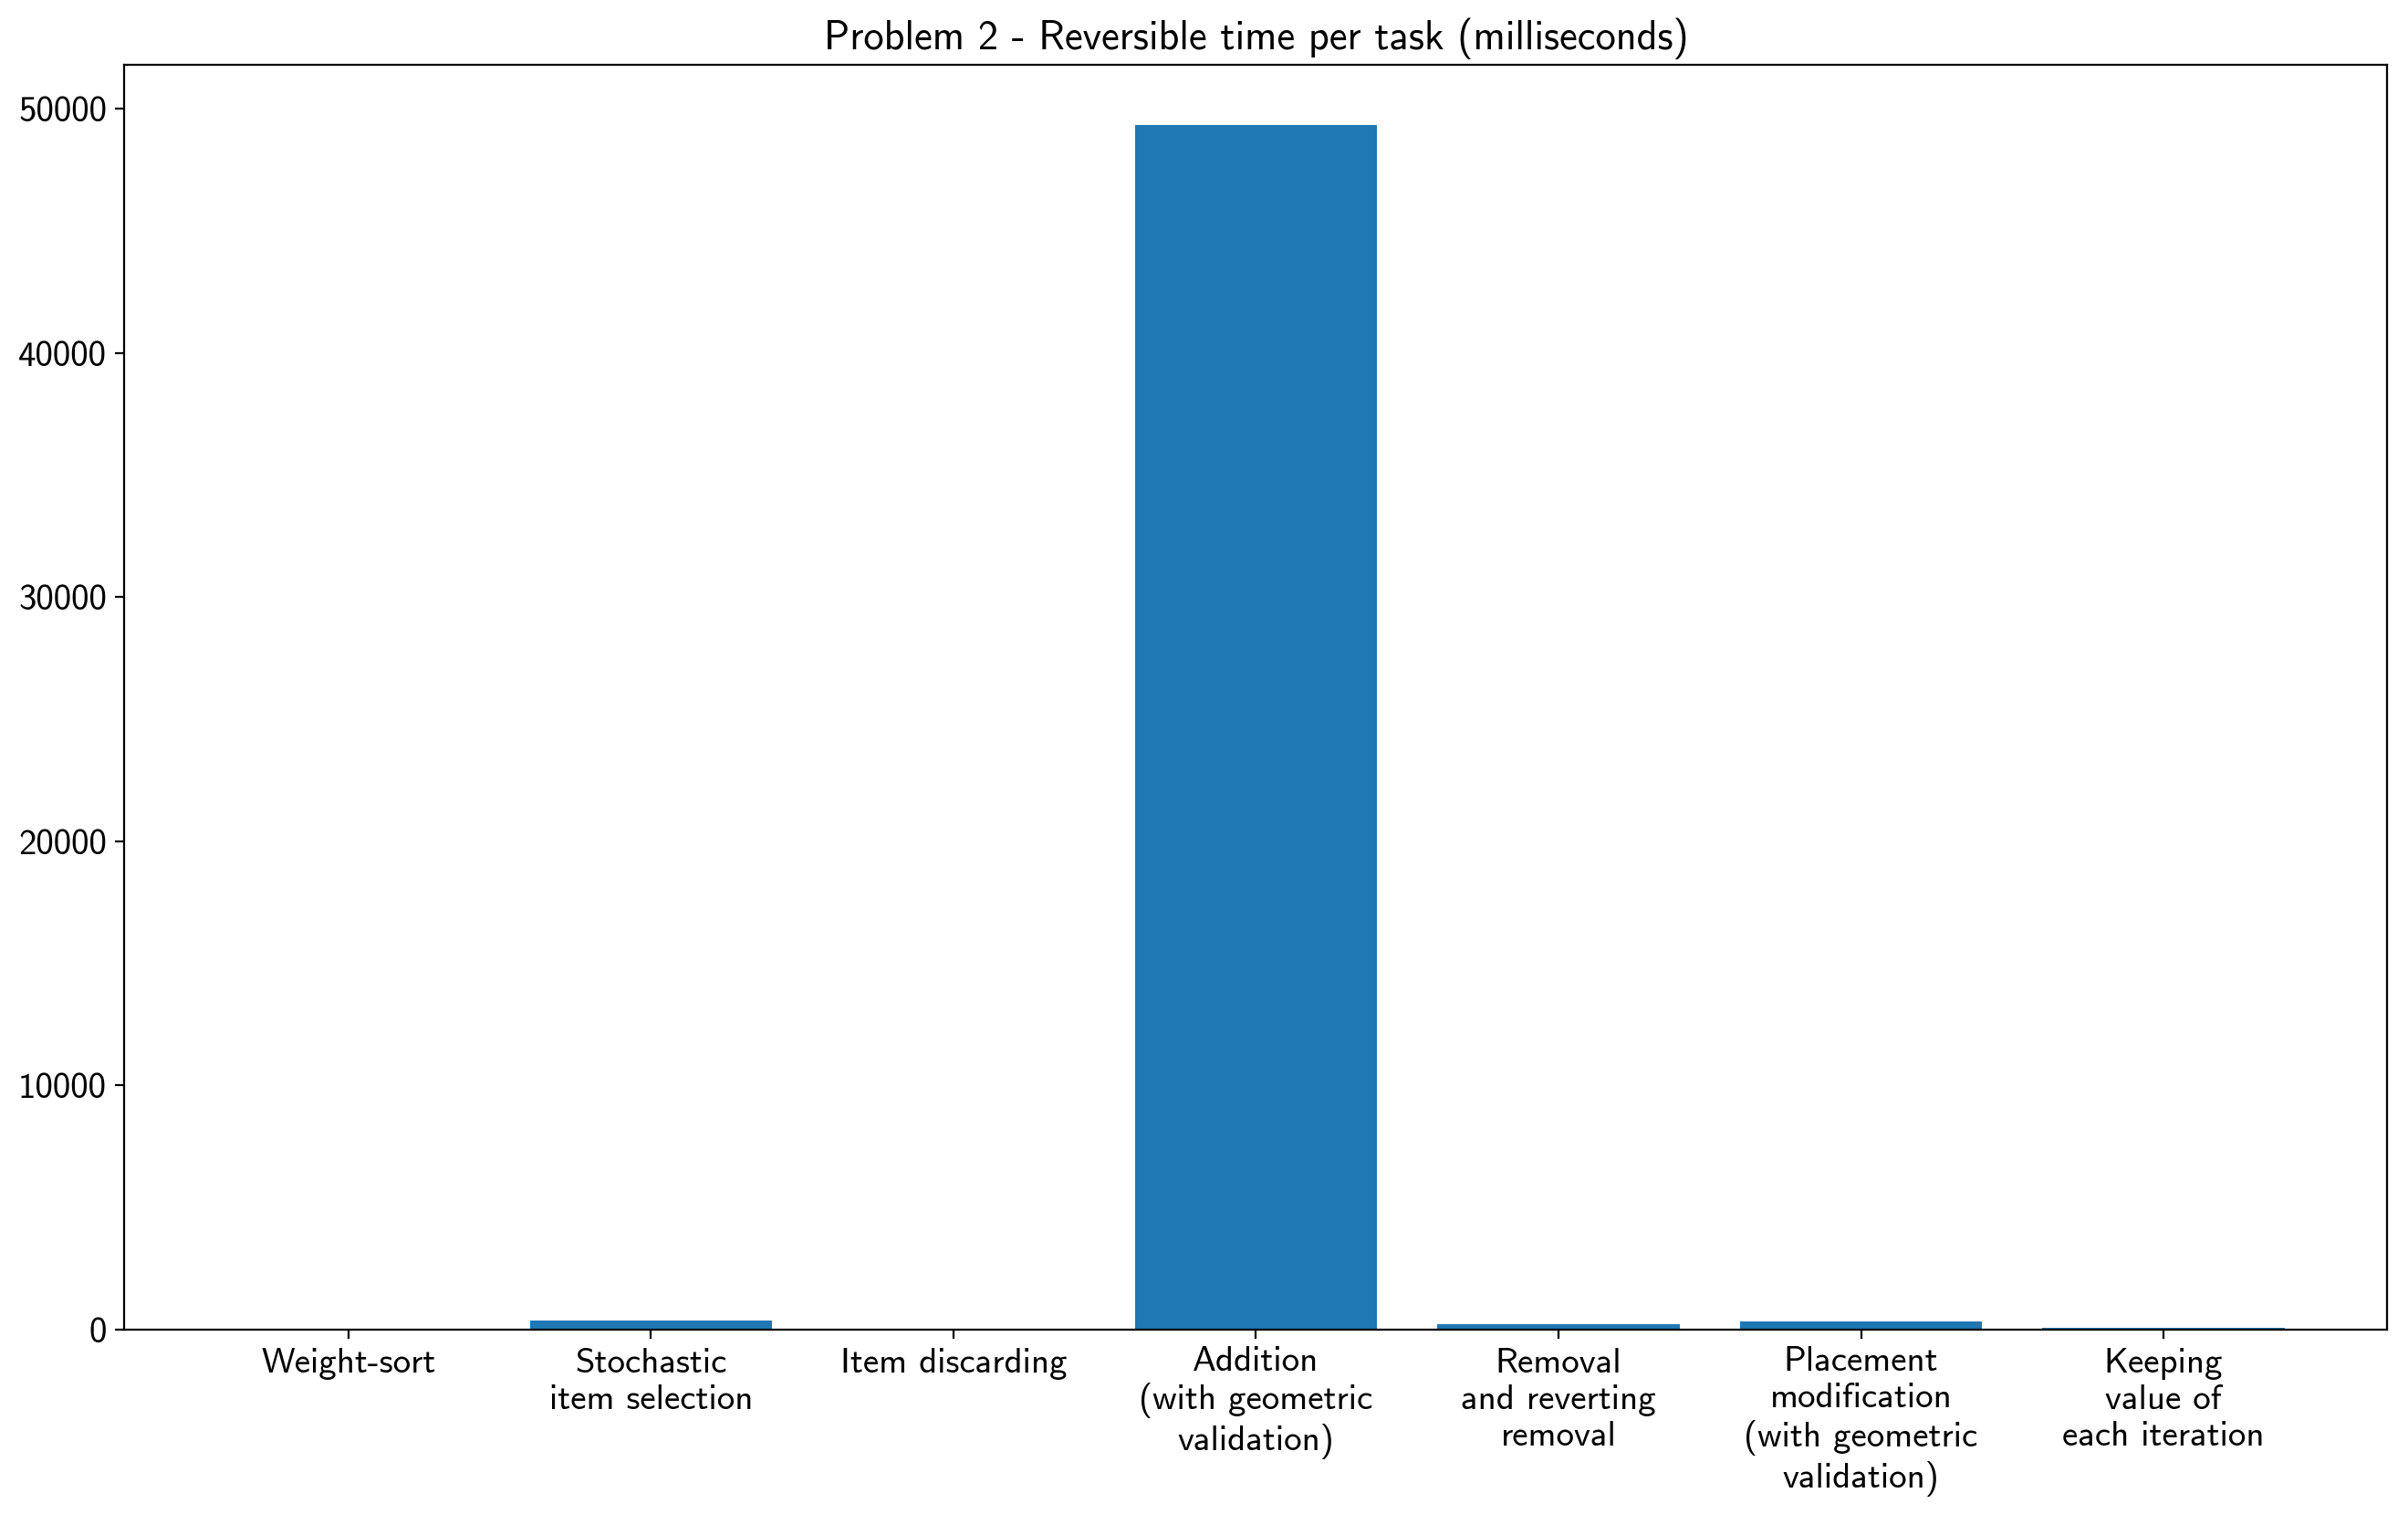 Problem 2 - Reversible time per task (milliseconds)
50000
40000
30000
20000
10000
0
Weight-sort
Stochastic
item selection
Item discarding
Addition
(with geometric
validation)
Removal
and reverting
removal
Placement
modification
(with geometric
validation)
Keeping
value of
each iteration